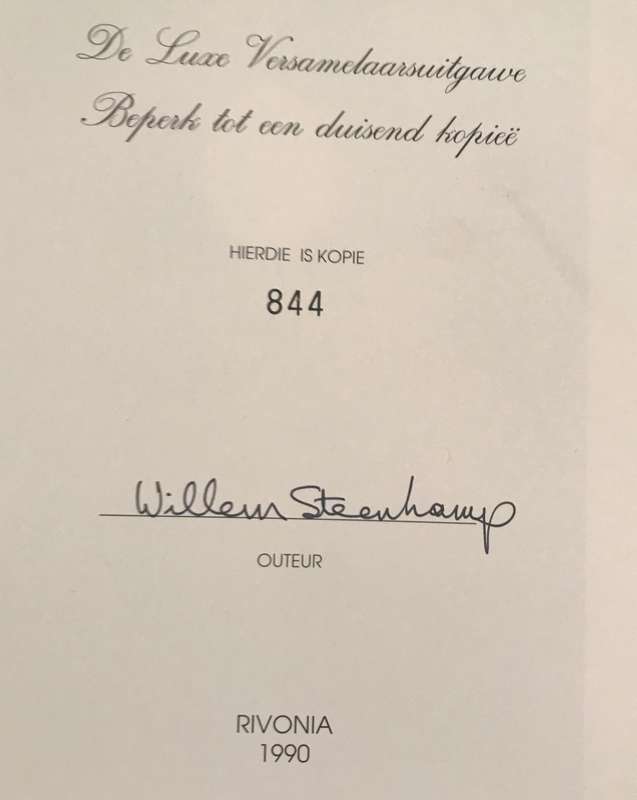 De Luxe Versamelaarsuitgawe
Beperk tot een duisend kopieë
HIERDIE IS KOPIE
844
Willem Steenkamp
OUTEUR
RIVONIA
1990